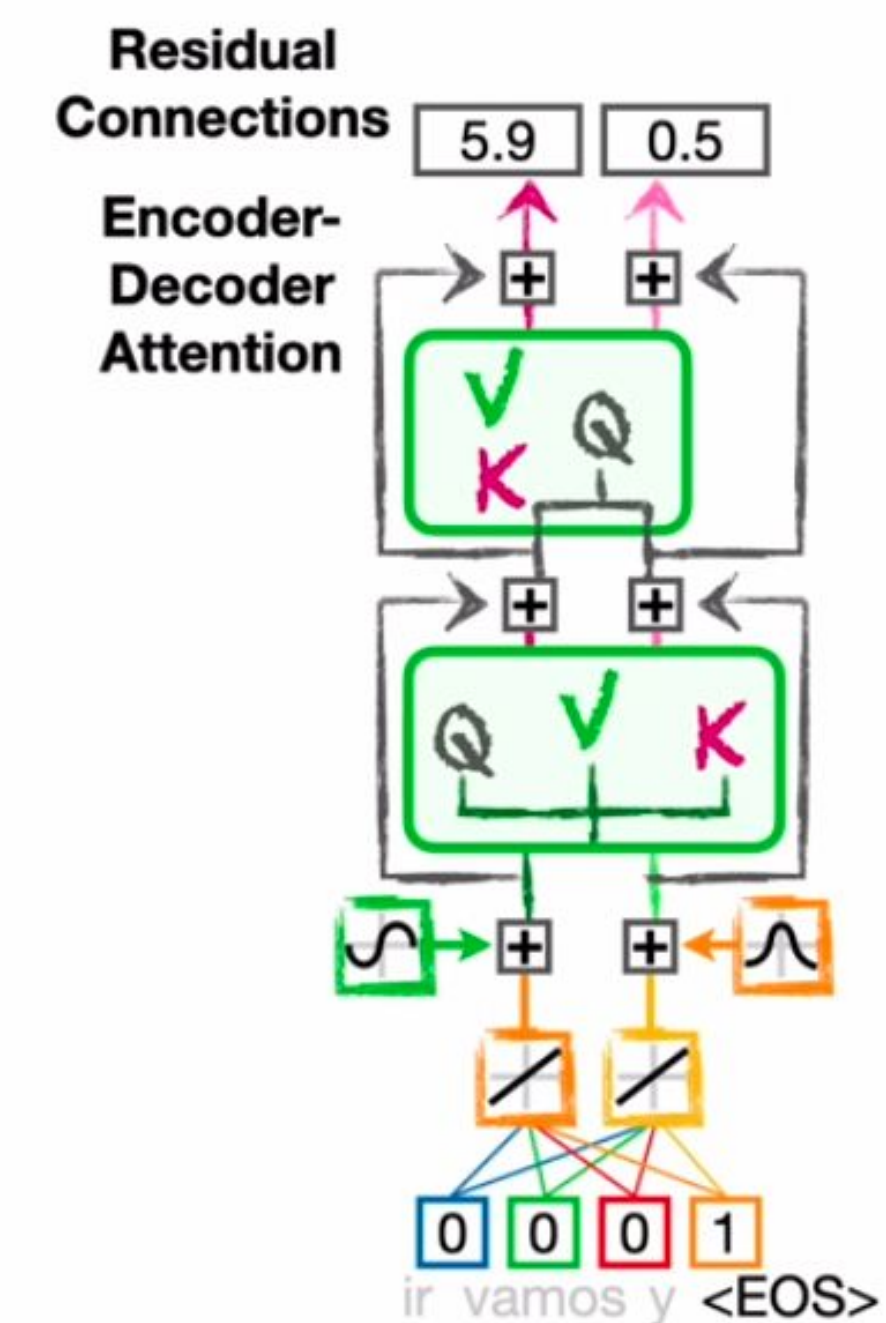 Residual
Connections
5.9 0.5
Encoder-
Decoder
Attention
+ +
V
Q
K
+ +
Q V K
+ +
0 0 0 1
ir vamos y <EOS>